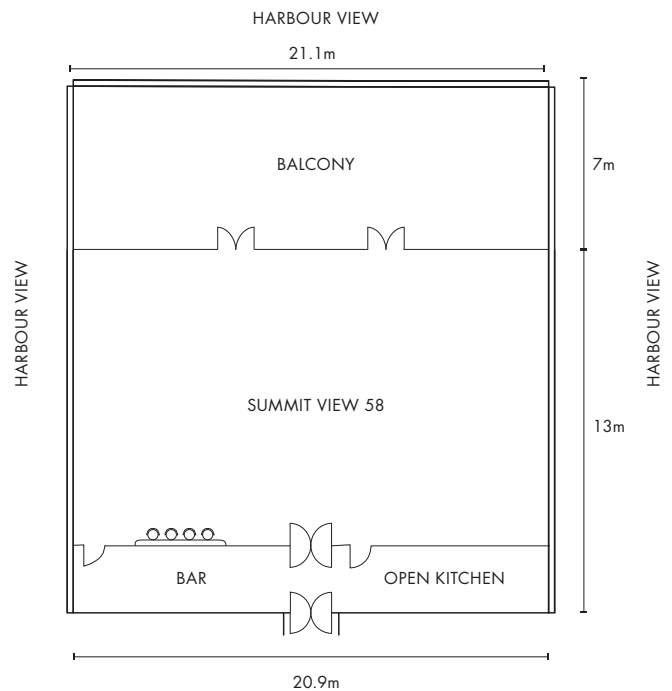 HARBOUR VIEW
21.1m
BALCONY
7m
HARBOUR VIEW
HARBOUR VIEW
SUMMIT VIEW 58
13m
BAR
OPEN KITCHEN
20.9m